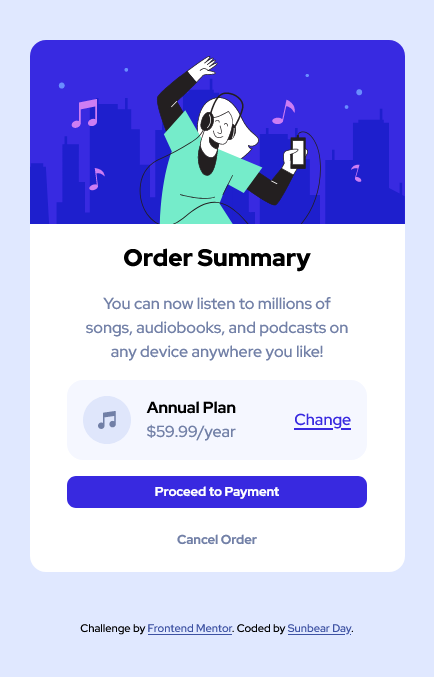 Order Summary
You can now listen to millions of
songs, audiobooks, and podcasts on
any device anywhere you like!
Annual Plan
$59.99/year
Change
Proceed to Payment
Cancel Order
Challenge by Frontend Mentor. Coded by Sunbear Day.